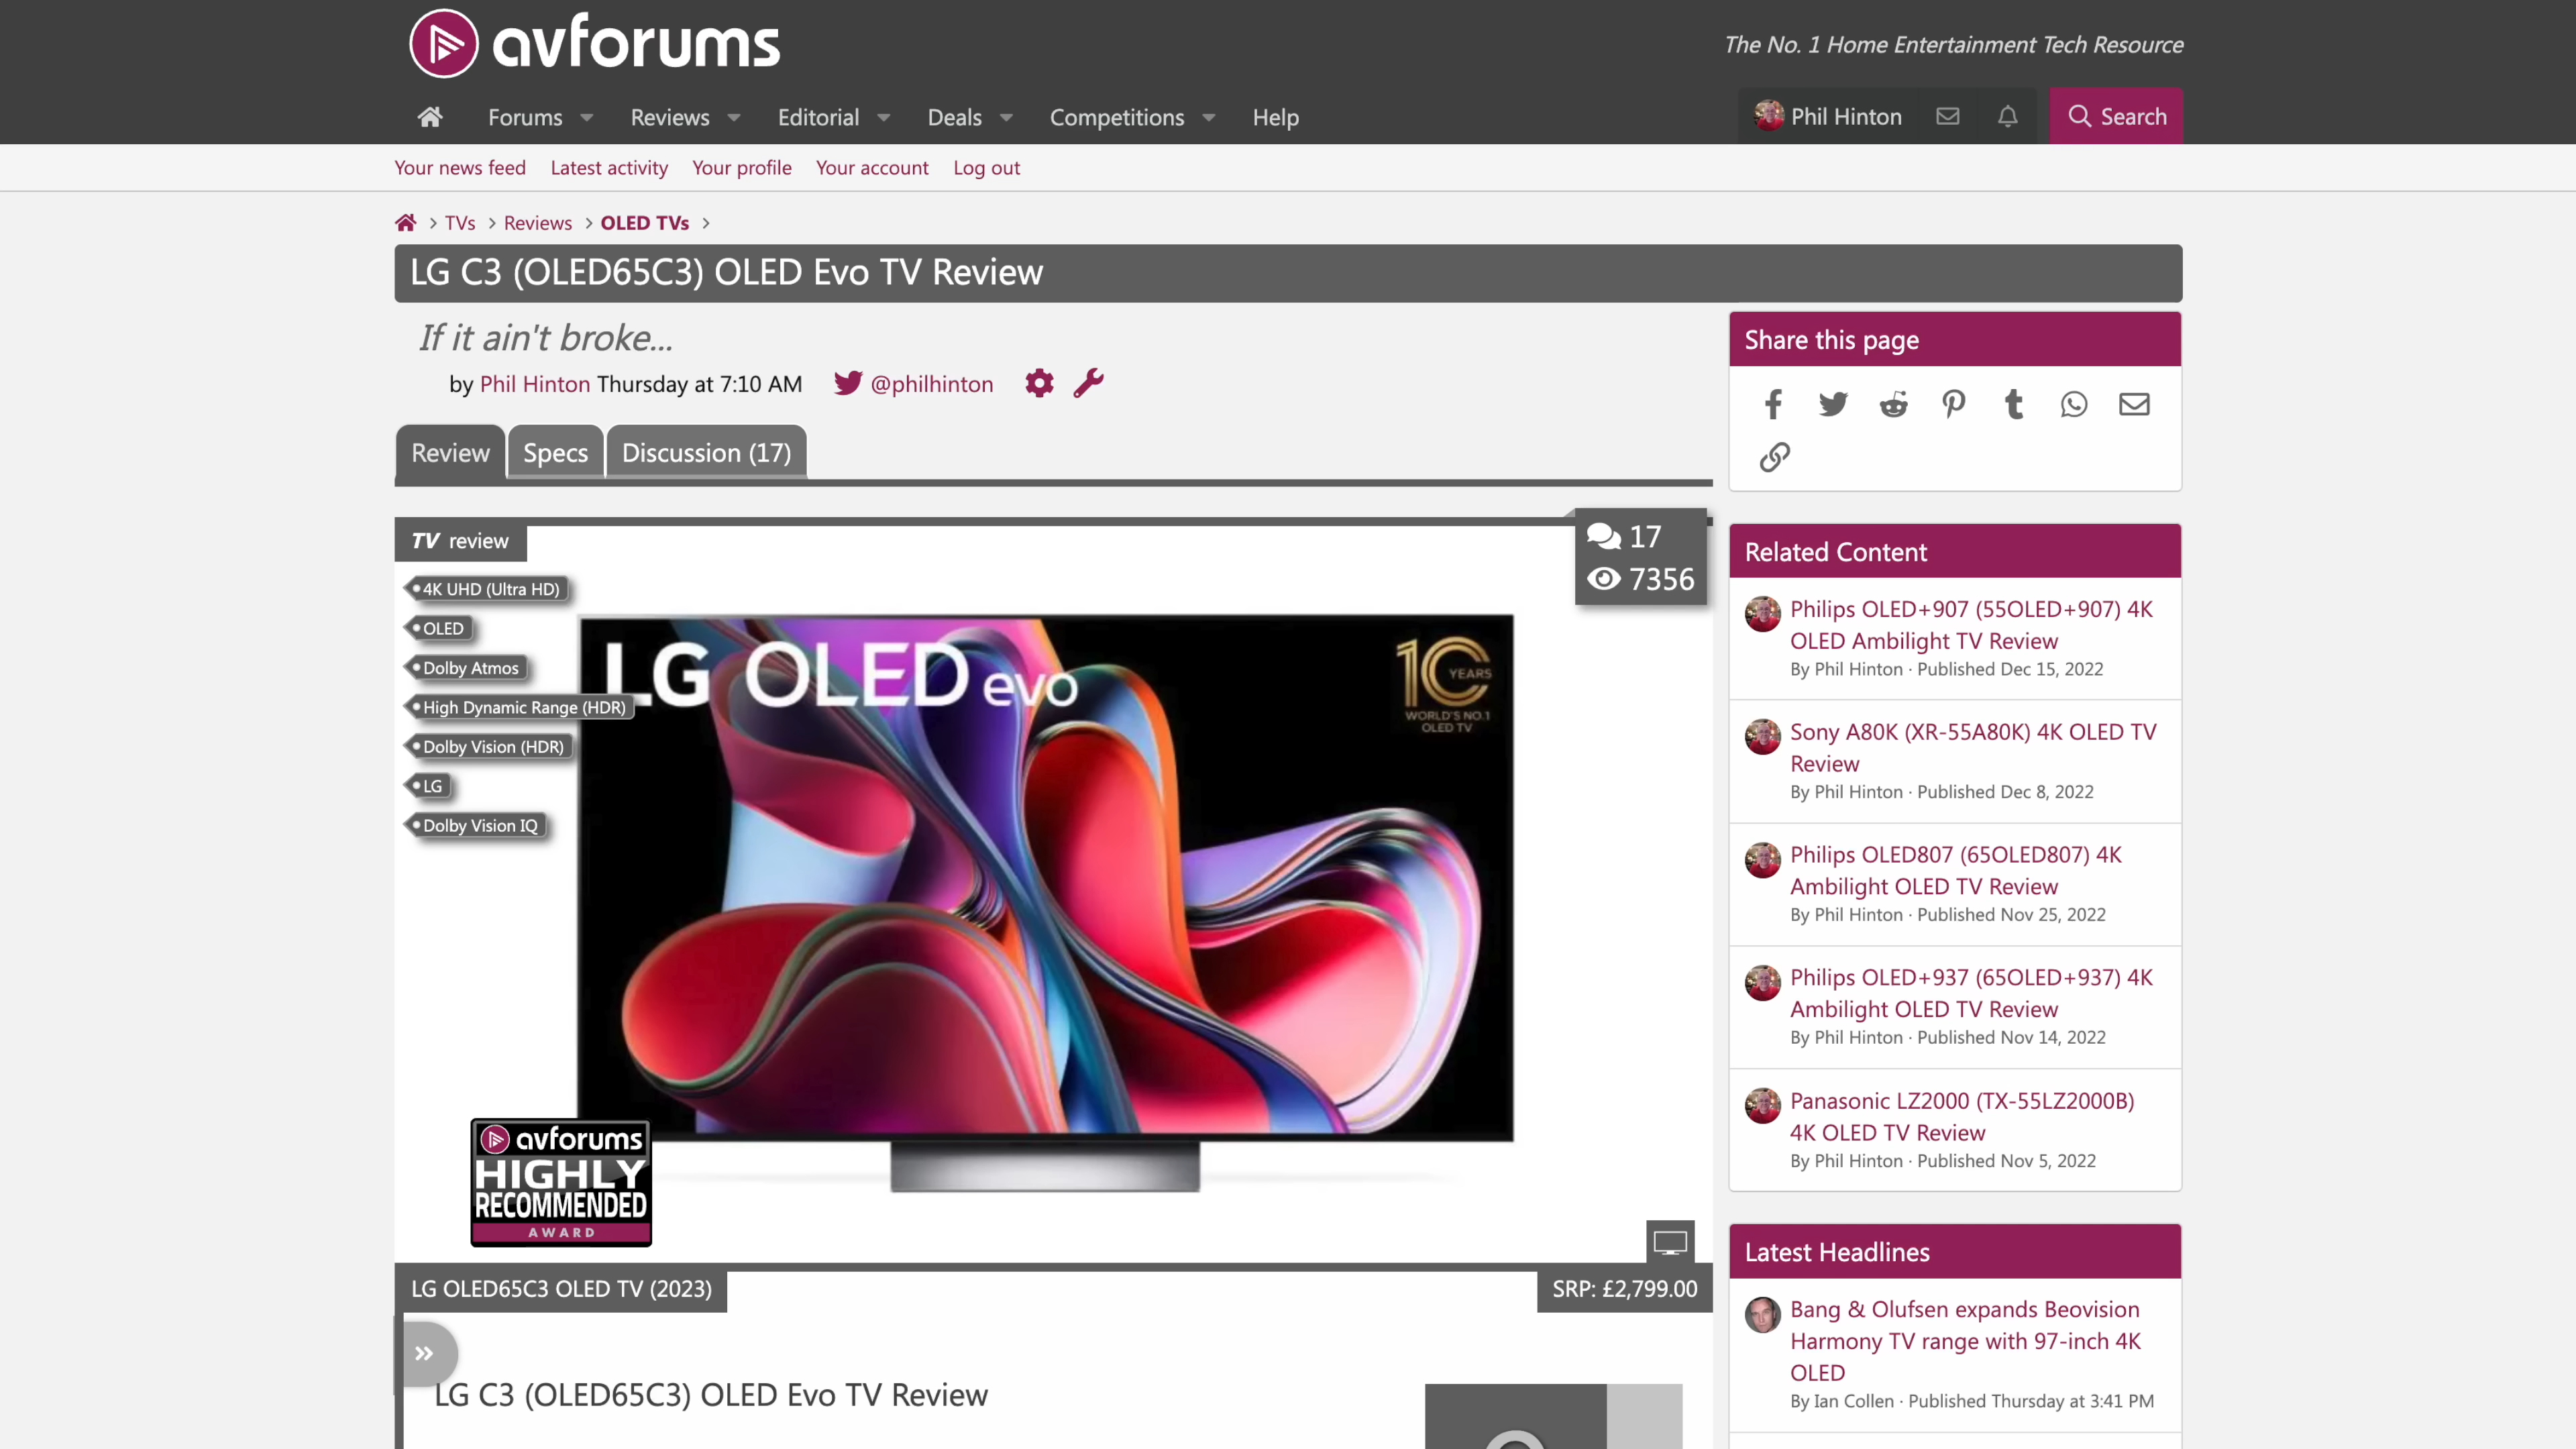 avforums
The No. 1 Home Entertainment Tech Resource
Forums
Reviews
Editorial
Deals
Competitions
Help
Phil Hinton
Search
Your news feed
Latest activity
Your profile
Your account
Log out
TVs
Reviews
OLED TVs
LG C3 (OLED65C3) OLED Evo TV Review
If it ain't broke...
by Phil Hinton Thursday at 7:10 AM @philhinton
Review
Specs
Discussion (17)
TV review
17
7356
4K UHD (Ultra HD)
OLED
Dolby Atmos
High Dynamic Range (HDR)
Dolby Vision (HDR)
LG
Dolby Vision IQ
LG OLED evo
10 YEARS
WORLD'S NO.1
OLED TV
avforums
HIGHLY
RECOMMENDED
AWARD
LG OLED65C3 OLED TV (2023)
SRP: £2,799.00
LG C3 (OLED65C3) OLED Evo TV Review
Share this page
Related Content
Philips OLED+907 (55OLED+907) 4K
OLED Ambilight TV Review
By Phil Hinton · Published Dec 15, 2022
Sony A80K (XR-55A80K) 4K OLED TV
Review
By Phil Hinton · Published Dec 8, 2022
Philips OLED807 (65OLED807) 4K
Ambilight OLED TV Review
By Phil Hinton · Published Nov 25, 2022
Philips OLED+937 (65OLED+937) 4K
Ambilight OLED TV Review
By Phil Hinton · Published Nov 14, 2022
Panasonic LZ2000 (TX-55LZ2000B)
4K OLED TV Review
By Phil Hinton · Published Nov 5, 2022
Latest Headlines
Bang & Olufsen expands Beovision
Harmony TV range with 97-inch 4K
OLED
By Ian Collen · Published Thursday at 3:41 PM